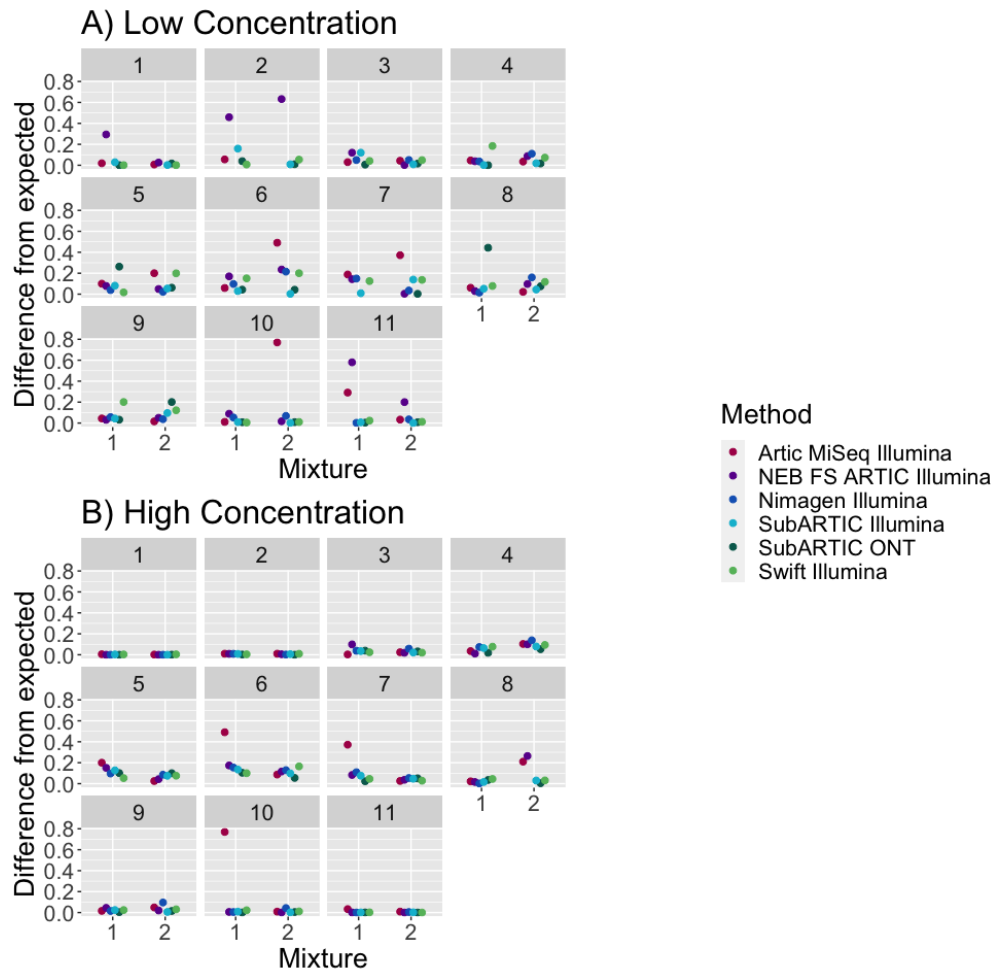 A) Low Concentration
1 2 3 4
0.8
0.6
0.4
0.2
0.0
5 6 7 8
0.8
0.6
0.4
0.2
0.0
1 2
9 10 11
0.8
0.6
0.4
0.2
0.0
1 2 1 2 1 2
Difference from expected
Mixture
B) High Concentration
1 2 3 4
0.8
0.6
0.4
0.2
0.0
5 6 7 8
0.8
0.6
0.4
0.2
0.0
1 2
9 10 11
0.8
0.6
0.4
0.2
0.0
1 2 1 2 1 2
Difference from expected
Mixture
Method
Artic MiSeq Illumina
NEB FS ARTIC Illumina
Nimagen Illumina
SubARTIC Illumina
SubARTIC ONT
Swift Illumina